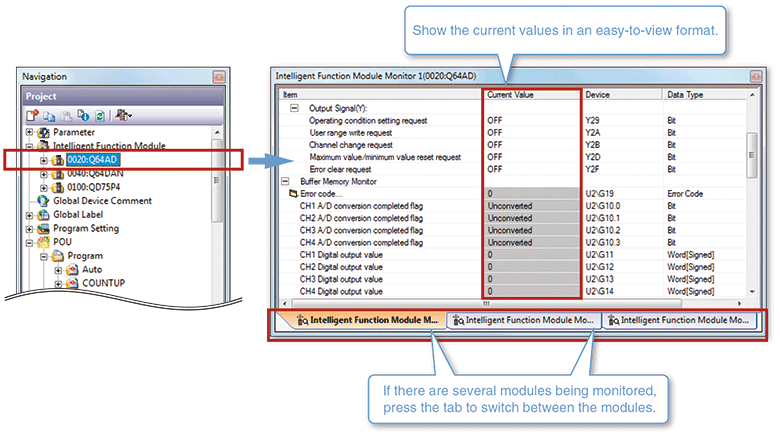 Show the current values in an easy-to-view format.
Navigation
Project
Parameter
Intelligent Function Module
0020:Q64AD
0040:Q64DAN
0100:QD75P4
Global Device Comment
Global Label
Program Setting
POU
Program
Auto
COUNTUP
Intelligent Function Module Monitor 1(0020:Q64AD)
Item Current Value Device Data Type
Output Signal(Y):
Operating condition setting request OFF Y29 Bit
User range write request OFF Y2A Bit
Channel change request OFF Y2B Bit
Maximum value/minimum value reset request OFF Y2D Bit
Error clear request OFF Y2F Bit
Buffer Memory Monitor
Error code... 0 U2\G19 Error Code
CH1 A/D conversion completed flag Unconverted U2\G10.0 Bit
CH2 A/D conversion completed flag Unconverted U2\G10.1 Bit
CH3 A/D conversion completed flag Unconverted U2\G10.2 Bit
CH4 A/D conversion completed flag Unconverted U2\G10.3 Bit
CH1 Digital output value 0 U2\G11 Word[Signed]
CH2 Digital output value 0 U2\G12 Word[Signed]
CH3 Digital output value 0 U2\G13 Word[Signed]
CH4 Digital output value 0 U2\G14 Word[Signed]
Intelligent Function Module M... Intelligent Function Module Mo... Intelligent Function Module Mo...
If there are several modules being monitored,
press the tab to switch between the modules.